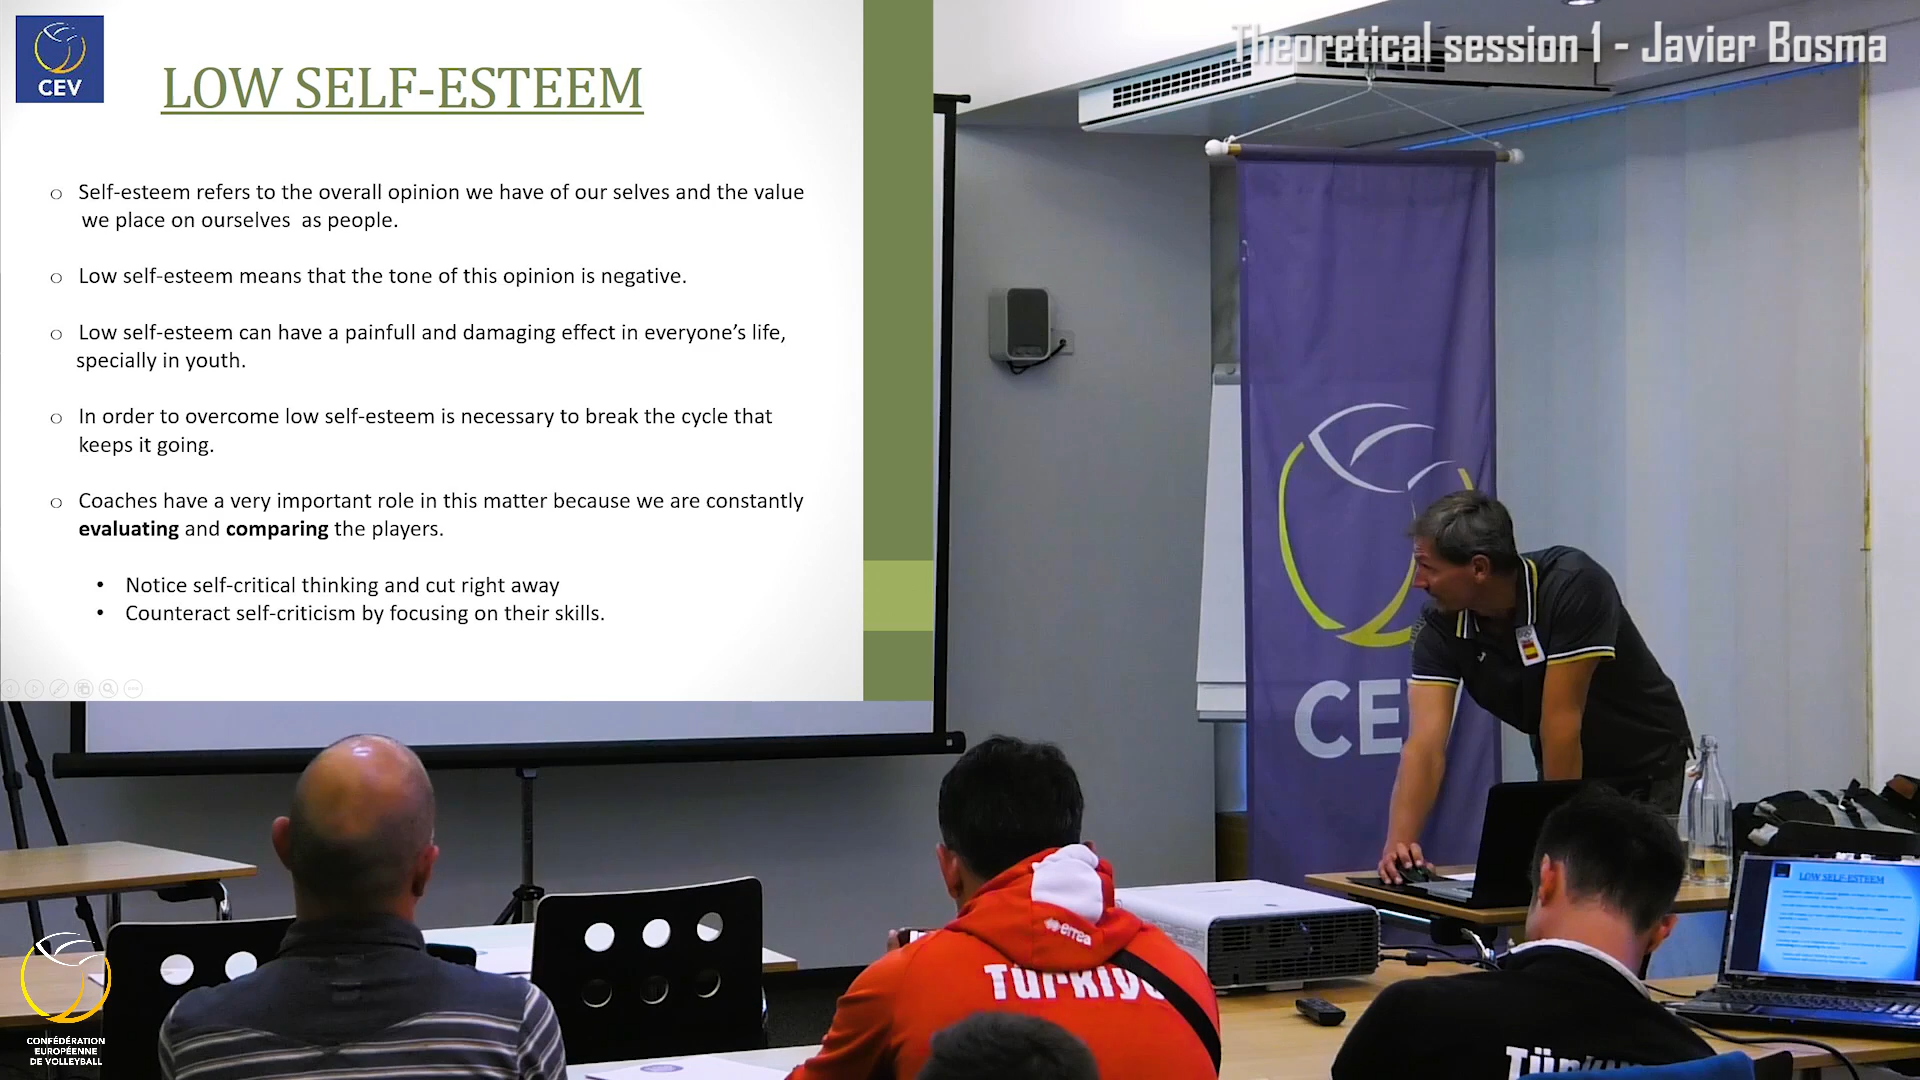 CEV
Theoretical session 1 - Javier Bosma
LOW SELF-ESTEEM
o Self-esteem refers to the overall opinion we have of our selves and the value
we place on ourselves as people.
o Low self-esteem means that the tone of this opinion is negative.
o Low self-esteem can have a painfull and damaging effect in everyone's life,
specially in youth.
o In order to overcome low self-esteem is necessary to break the cycle that
keeps it going.
o Coaches have a very important role in this matter because we are constantly
evaluating and comparing the players.
• Notice self-critical thinking and cut right away
• Counteract self-criticism by focusing on their skills.
CE
LOW SELF-ESTEEM
erreà
Türkiye
CONFÉDÉRATION
EUROPÉENNE
DE VOLLEYBALL